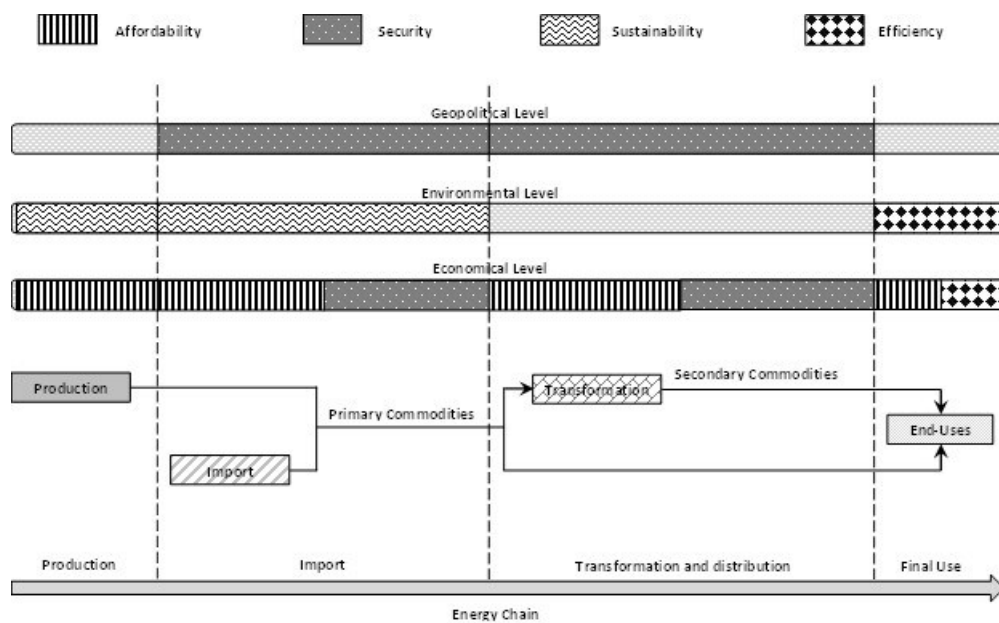 Affordability
Security
Sustainability
Efficiency
Geopolitical Level
Environmental Level
Economical Level
Production
Primary Commodities
Import
Transformation
Secondary Commodities
End-Uses
Production
Import
Transformation and distribution
Final Use
Energy Chain